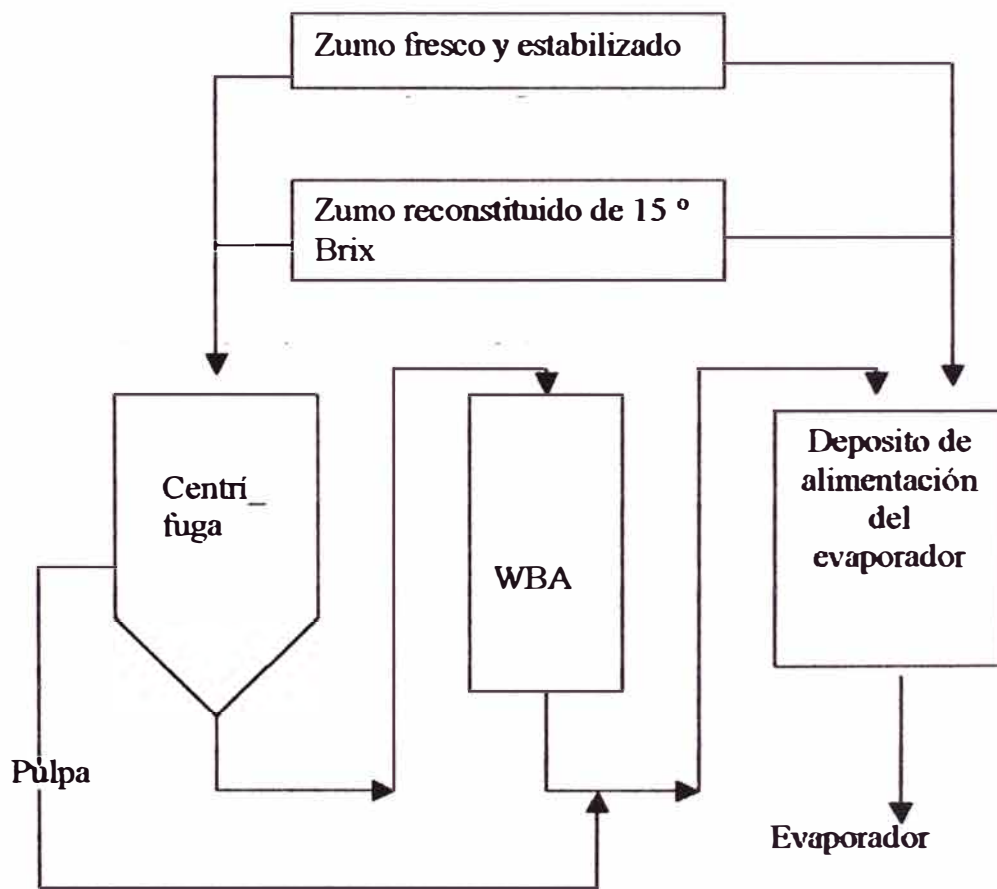 Zumo fresco y estabilizado
Zumo reconstituido de 15 º
Brix
Centrí_
fuga
WBA
Deposito de
alimentación
del
evaporador
Pulpa
Evaporador